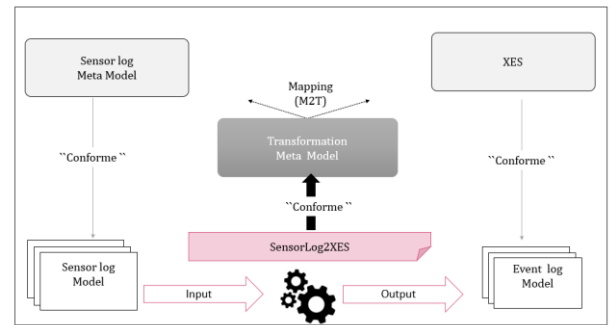 Sensor log
Meta Model
XES
Mapping
(M2T)
Transformation
Meta Model
``Conforme ``
``Conforme ``
``Conforme ``
SensorLog2XES
Sensor log
Model
Input
Output
Event log
Model